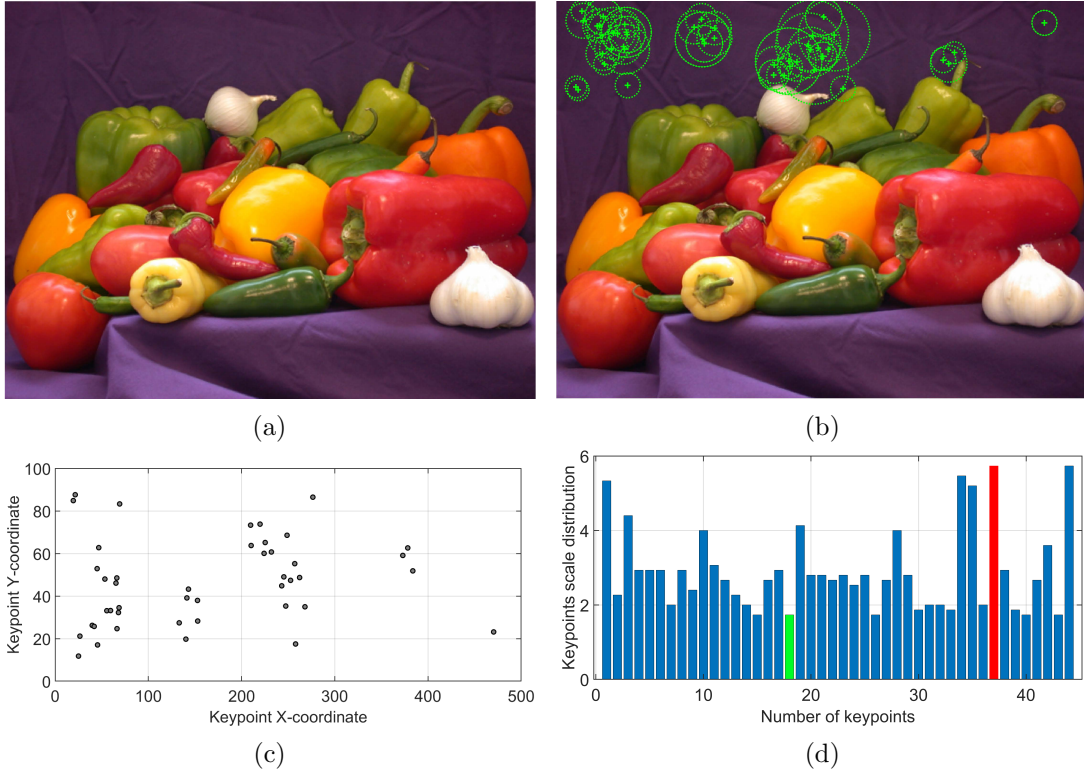 (a)
(b)
Keypoint Y-coordinate
100
80
60
40
20
0
0 100 200 300 400 500
Keypoint X-coordinate
(c)
Keypoints scale distribution
6
4
2
0
0 10 20 30 40
Number of keypoints
(d)